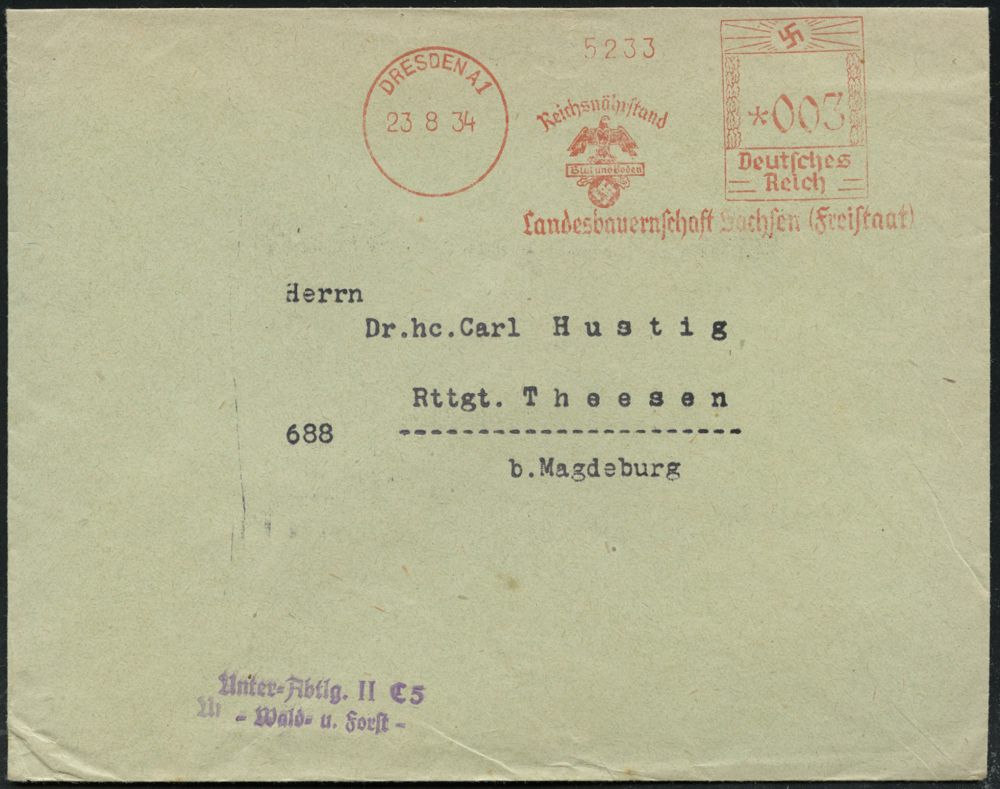 DRESDEN A1
23 8 34
5233
Reichsnährstand
Blut und Boden
Landesbauernschaft Sachsen (Freistaat)
*003
Deutsches
Reich
Herrn
Dr.hc.Carl Hustig
Rttgt. Theesen
688
b.Magdeburg
Unter-Abtlg. II C5
- Wald- u. Forst -